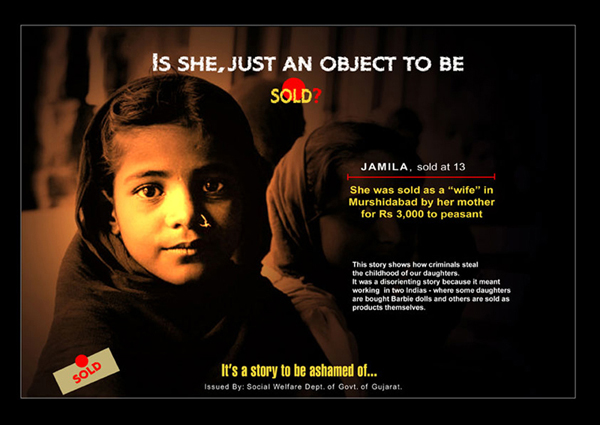 IS SHE, JUST AN OBJECT TO BE
SOLD?
JAMILA, sold at 13
She was sold as a “wife” in
Murshidabad by her mother
for Rs 3,000 to peasant
This story shows how criminals steal
the childhood of our daughters.
It was a disorienting story because it meant
working in two Indias - where some daughters
are bought Barbie dolls and others are sold as
products themselves.
SOLD
It's a story to be ashamed of...
Issued By: Social Welfare Dept. of Govt. of Gujarat.